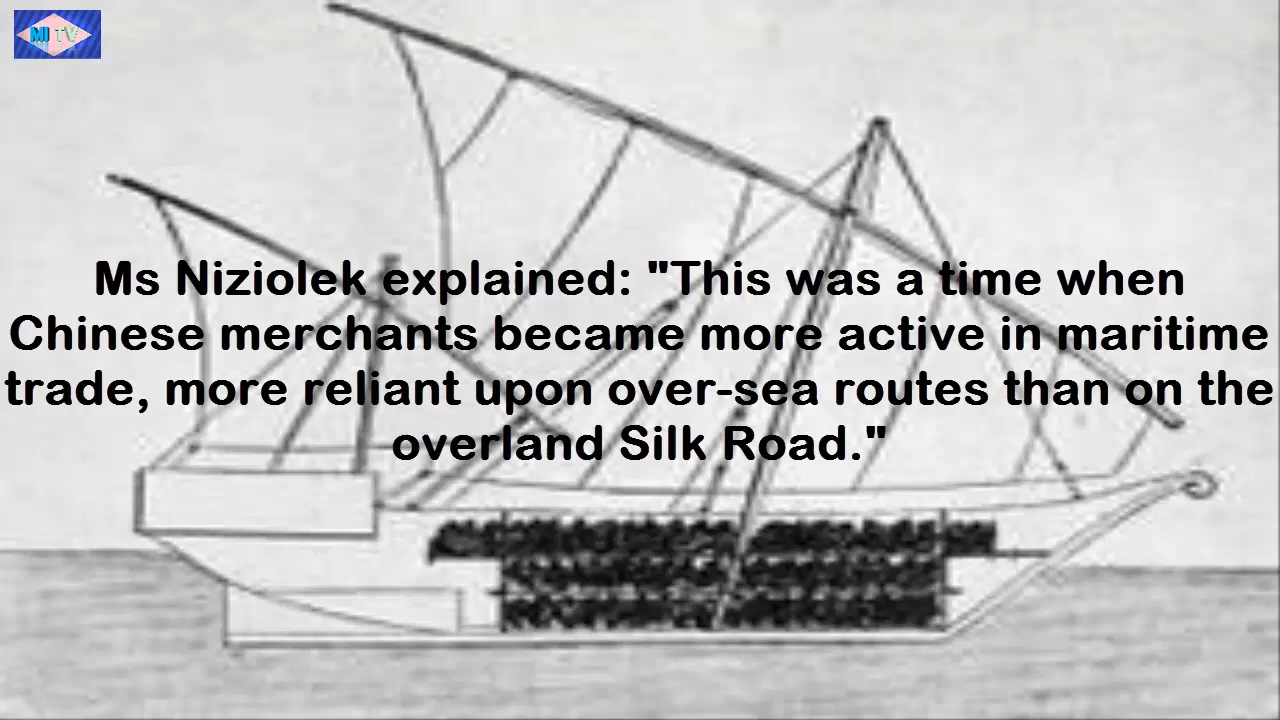 MI TV
Ms Niziolek explained: "This was a time when
Chinese merchants became more active in maritime
trade, more reliant upon over-sea routes than on the
overland Silk Road."